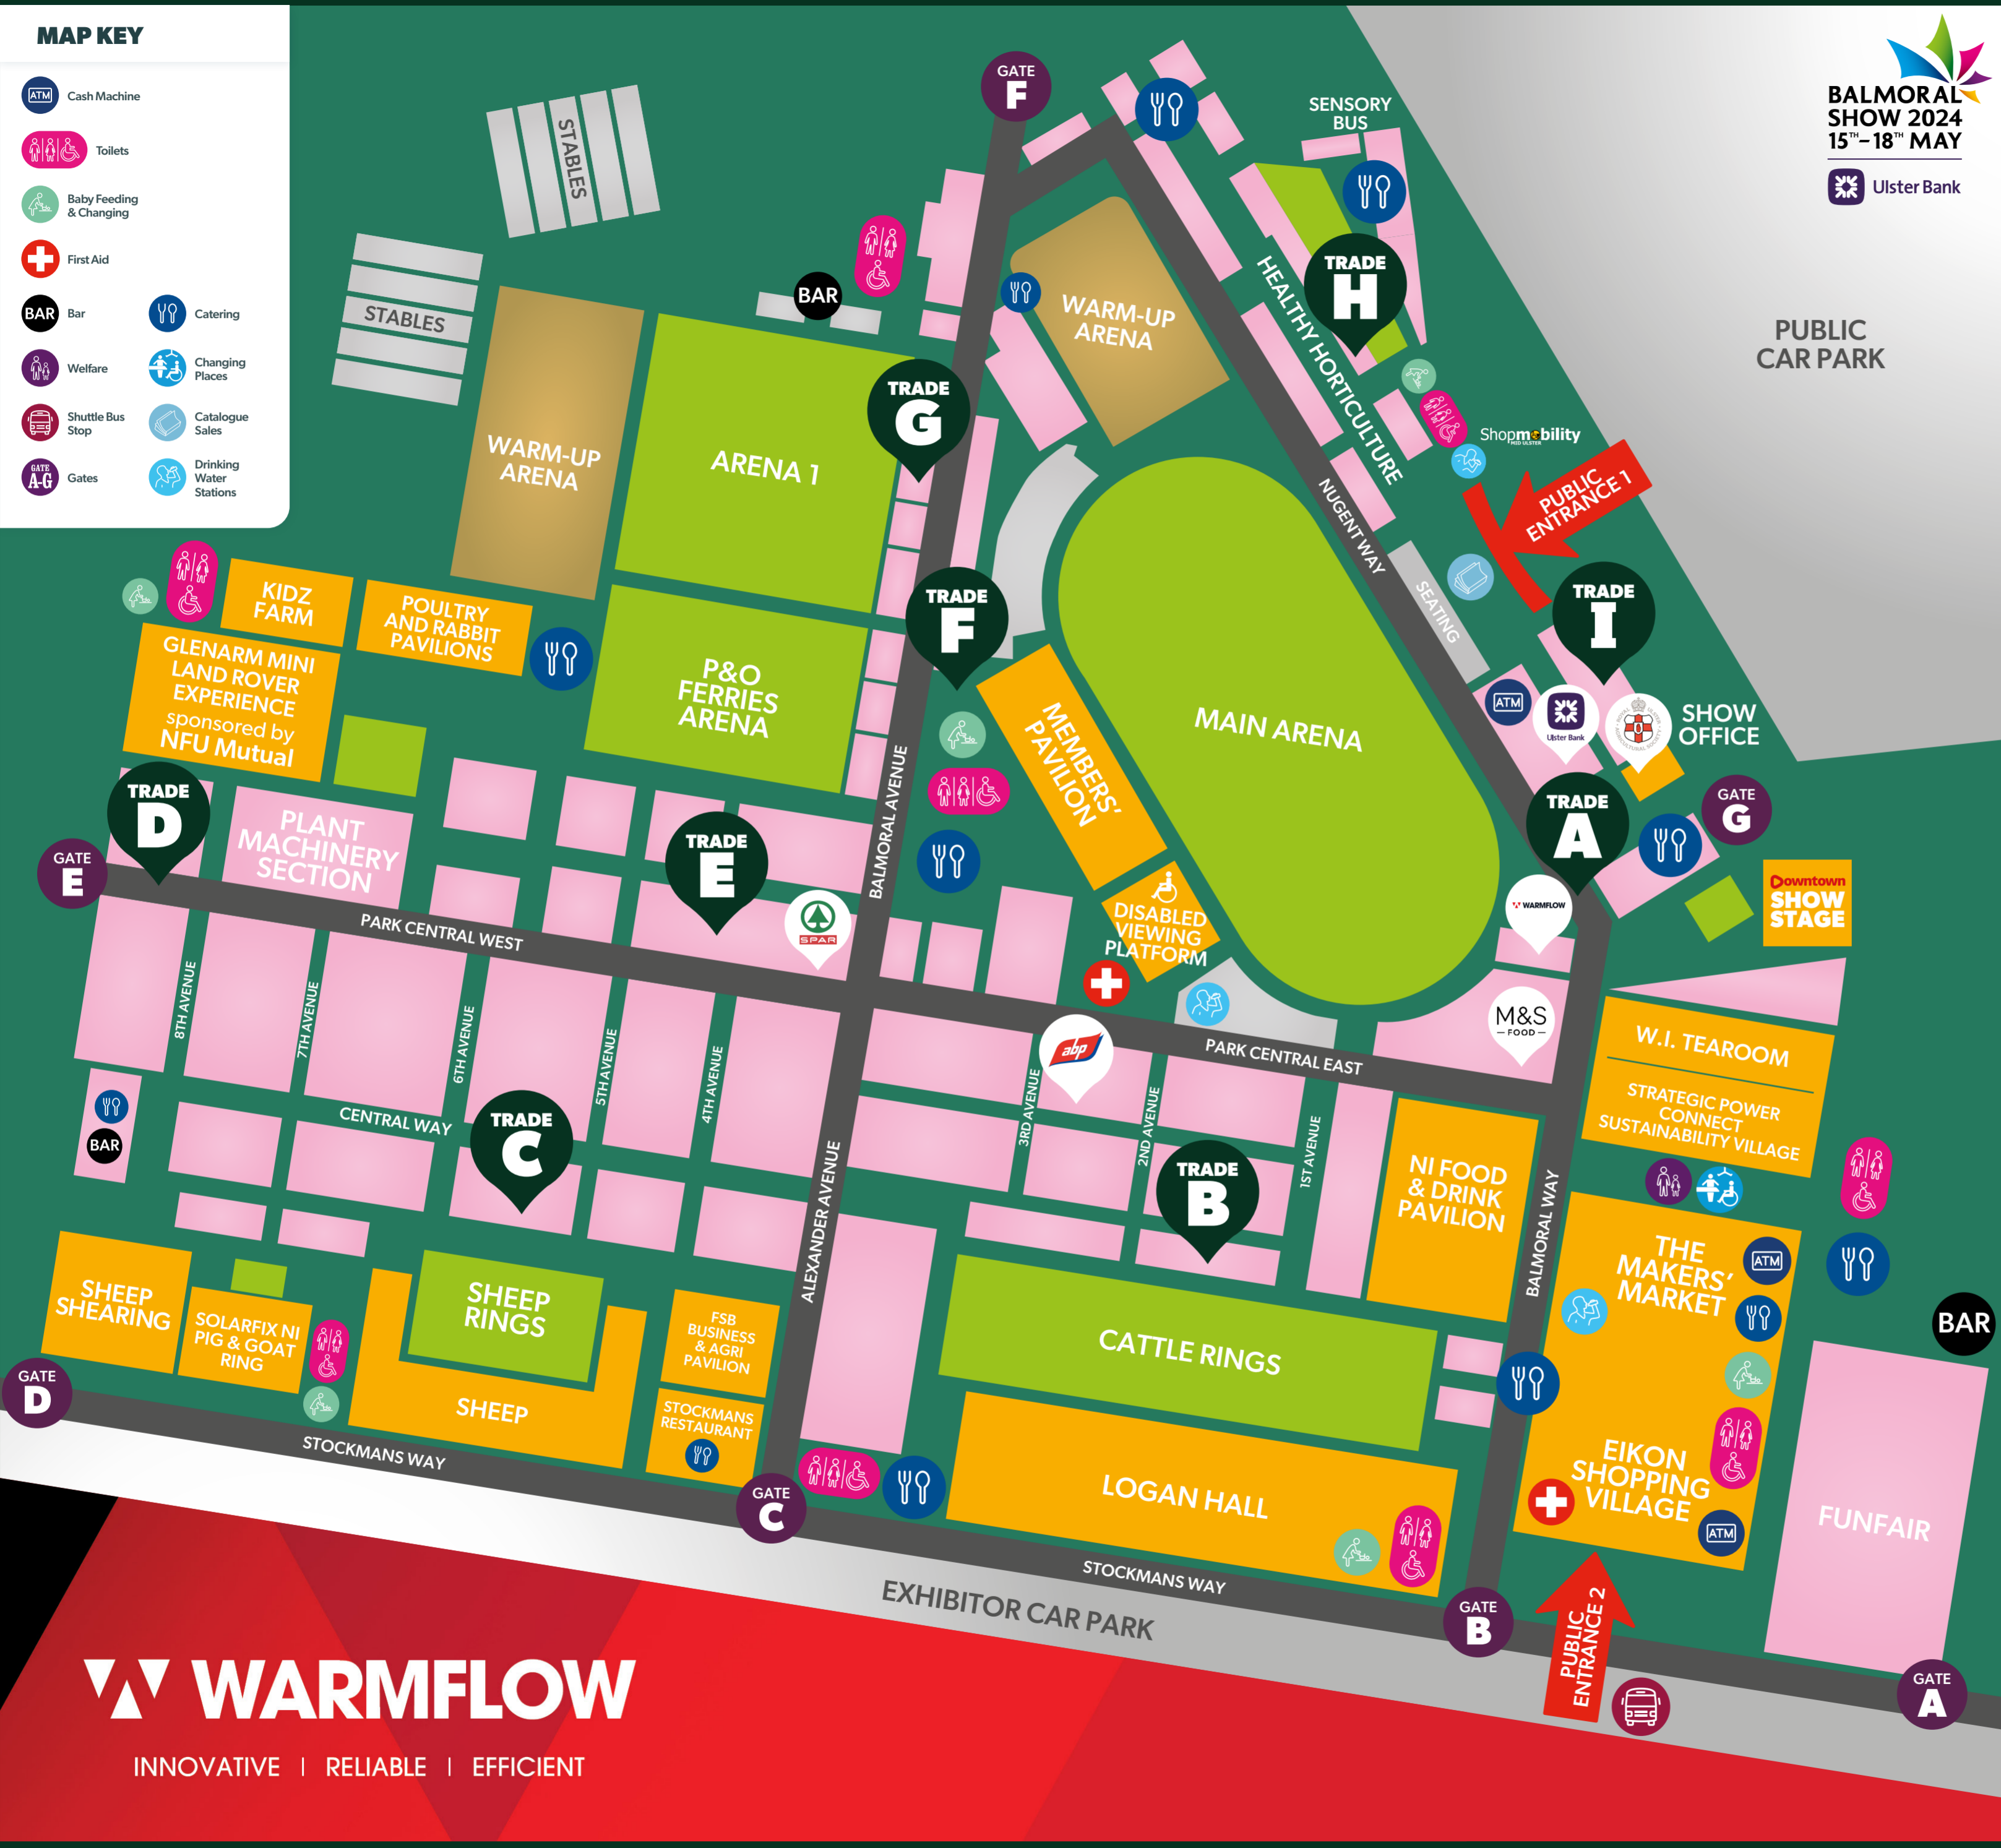 MAP KEY
ATM
Cash Machine
Toilets
Baby Feeding
& Changing
First Aid
BAR
Bar
Catering
Welfare
Changing
Places
Shuttle Bus
Stop
Catalogue
Sales
GATE
A-G
Gates
Drinking
Water
Stations
BALMORAL
SHOW 2024
15TH–18TH MAY
Ulster Bank
PUBLIC
CAR PARK
GATE
F
SENSORY
BUS
STABLES
STABLES
BAR
TRADE
H
HEALTHY HORTICULTURE
WARM-UP
ARENA
WARM-UP
ARENA
ARENA 1
TRADE
G
Shopmobility
MID ULSTER
PUBLIC
ENTRANCE 1
NUGENT WAY
SEATING
TRADE
I
KIDZ
FARM
POULTRY
AND RABBIT
PAVILIONS
TRADE
F
GLENARM MINI
LAND ROVER
EXPERIENCE
sponsored by
NFU Mutual
P&O
FERRIES
ARENA
MEMBERS'
PAVILION
MAIN ARENA
ATM
Ulster Bank
SHOW
OFFICE
TRADE
D
GATE
E
PLANT
MACHINERY
SECTION
TRADE
E
BALMORAL AVENUE
TRADE
A
GATE
G
Downtown
SHOW
STAGE
WARMFLOW
SPAR
DISABLED
VIEWING
PLATFORM
PARK CENTRAL WEST
M&S
FOOD
8TH AVENUE
7TH AVENUE
6TH AVENUE
5TH AVENUE
4TH AVENUE
abp
PARK CENTRAL EAST
W.I. TEAROOM
STRATEGIC POWER
CONNECT
SUSTAINABILITY VILLAGE
3RD AVENUE
2ND AVENUE
1ST AVENUE
BAR
CENTRAL WAY
TRADE
C
ALEXANDER AVENUE
TRADE
B
NI FOOD
& DRINK
PAVILION
BALMORAL WAY
THE
MAKERS'
MARKET
ATM
BAR
SHEEP
SHEARING
SOLARFIX NI
PIG & GOAT
RING
SHEEP
RINGS
FSB
BUSINESS
& AGRI
PAVILION
CATTLE RINGS
GATE
D
SHEEP
STOCKMANS
RESTAURANT
STOCKMANS WAY
GATE
C
LOGAN HALL
EIKON
SHOPPING
VILLAGE
ATM
FUNFAIR
STOCKMANS WAY
EXHIBITOR CAR PARK
GATE
B
PUBLIC
ENTRANCE 2
GATE
A
WARMFLOW
INNOVATIVE | RELIABLE | EFFICIENT